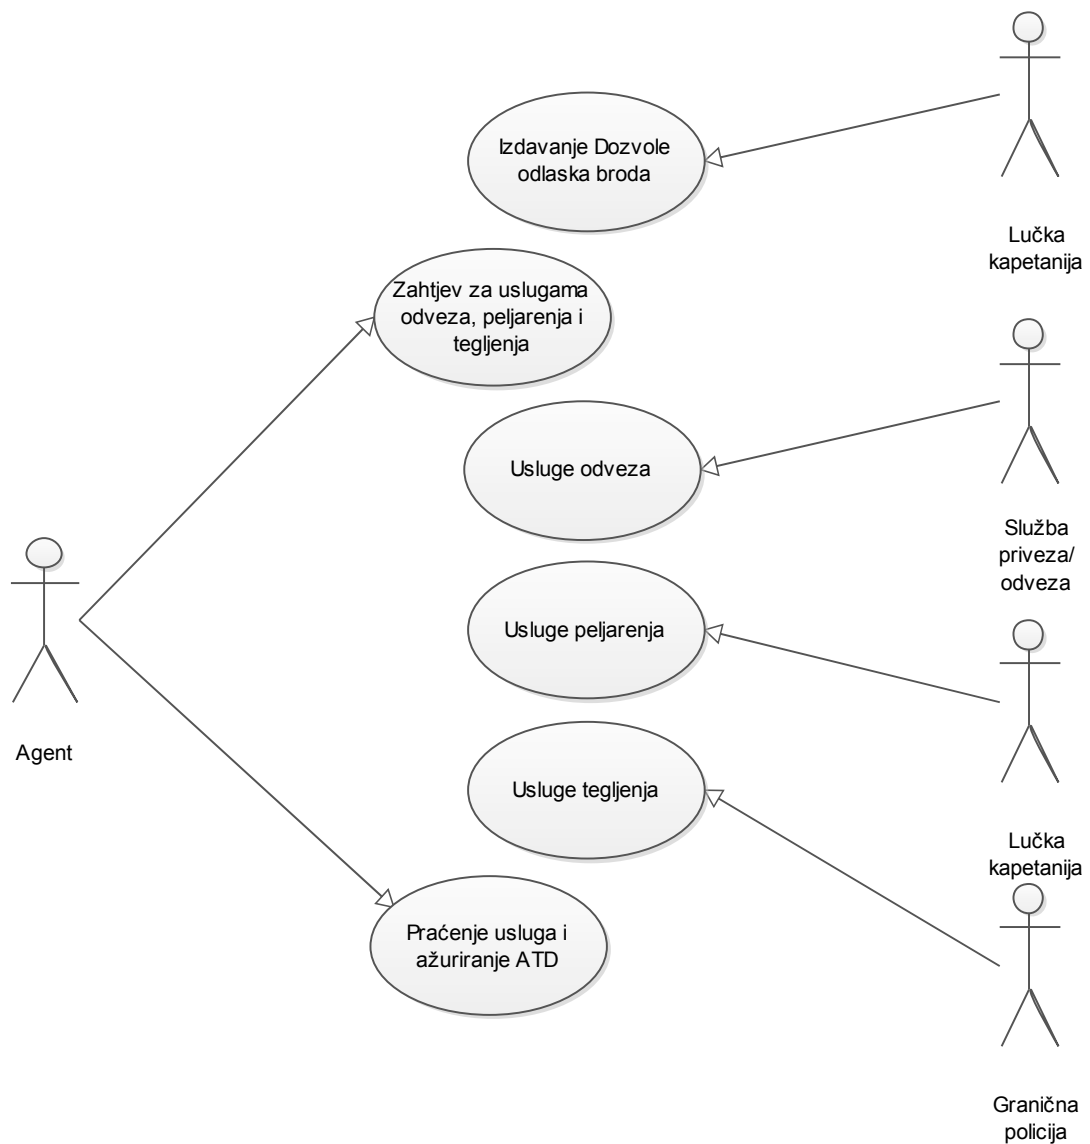 Izdavanje Dozvole
odlaska broda
Lučka
kapetanija
Zahtjev za uslugama
odveza, peljarenja i
tegljenja
Usluge odveza
Služba
priveza/
odveza
Usluge peljarenja
Agent
Usluge tegljenja
Lučka
kapetanija
Praćenje usluga i
ažuriranje ATD
Granična
policija